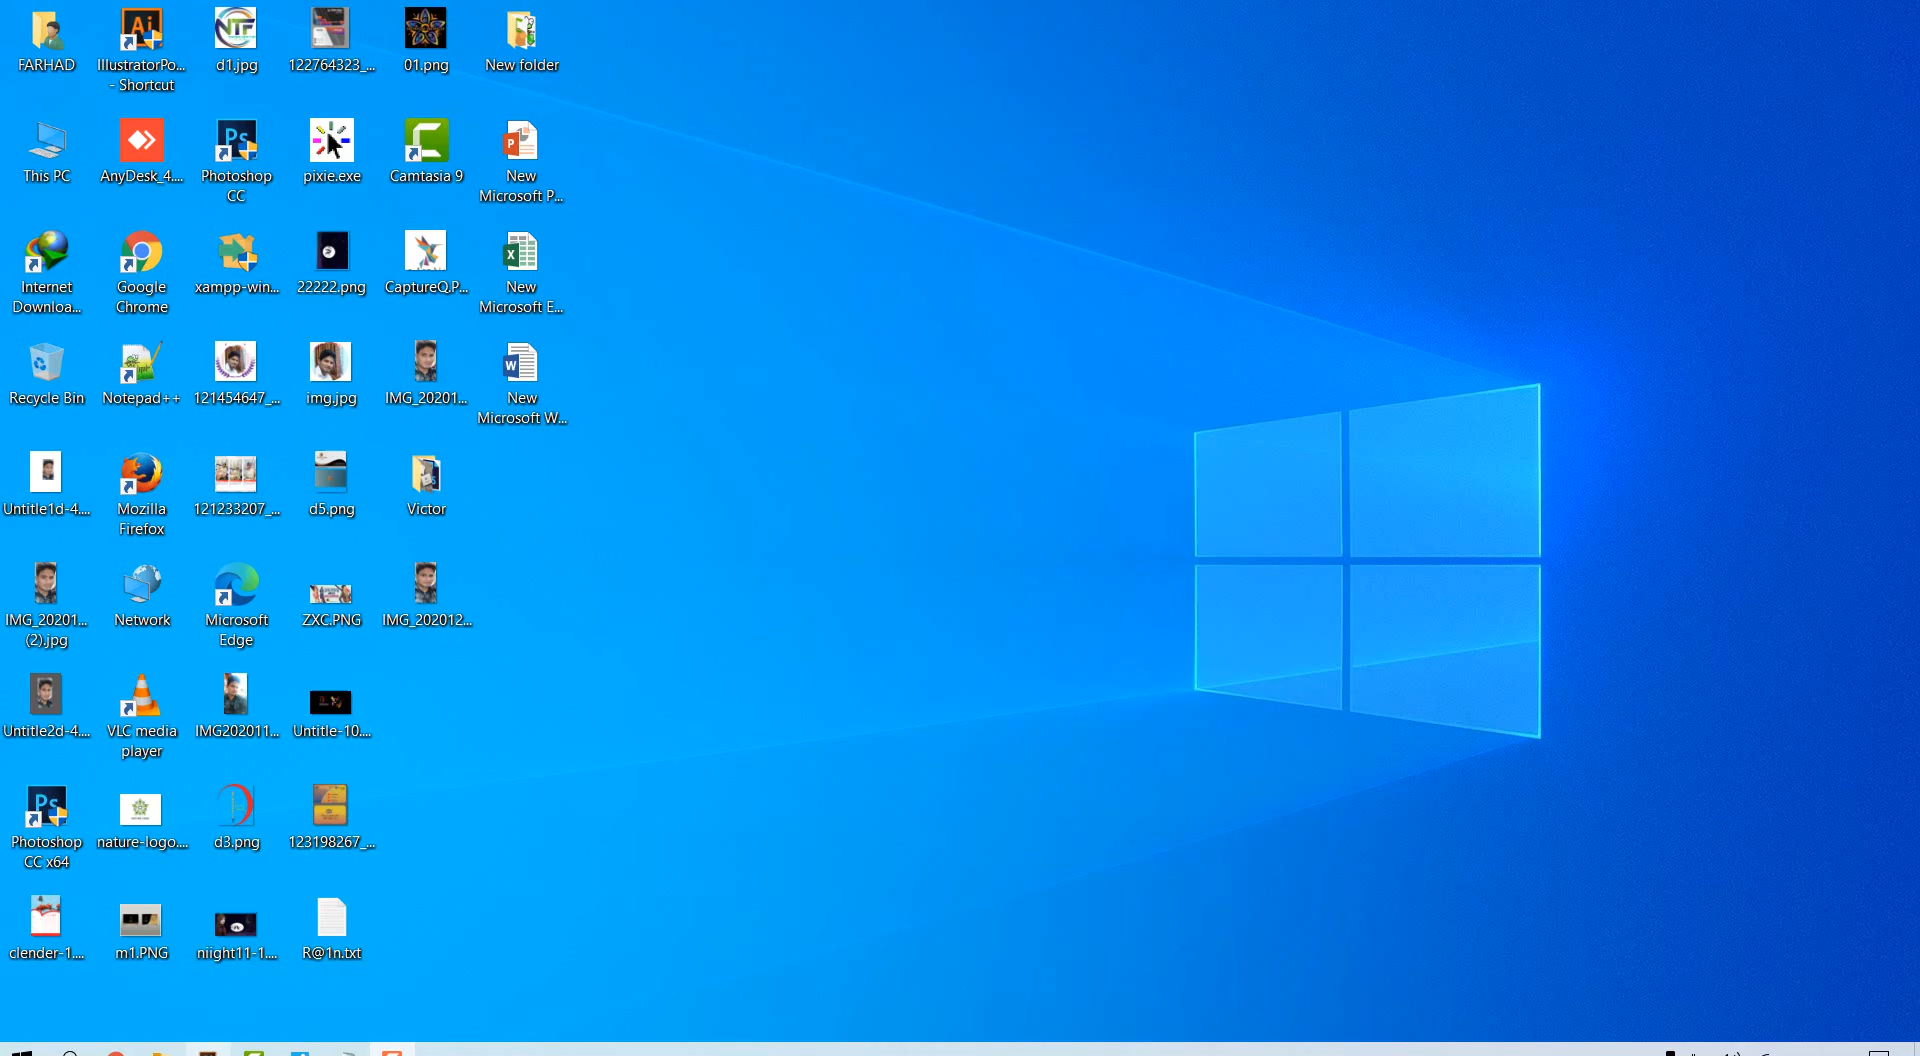 FARHAD
IllustratorPo...
- Shortcut
d1.jpg
122764323_...
01.png
New folder
This PC
AnyDesk_4....
Photoshop
CC
pixie.exe
Camtasia 9
New
Microsoft P...
Internet
Downloa...
Google
Chrome
xampp-win...
22222.png
CaptureQ.P...
New
Microsoft E...
Recycle Bin
Notepad++
121454647_...
img.jpg
IMG_20201...
New
Microsoft W...
Untitle1d-4....
Mozilla
Firefox
121233207_...
d5.png
Victor
IMG_20201...
(2).jpg
Network
Microsoft
Edge
ZXC.PNG
IMG_202012...
Untitle2d-4....
VLC media
player
IMG202011...
Untitle-10....
Photoshop
CC x64
nature-logo....
d3.png
123198267_...
clender-1....
m1.PNG
niight11-1....
R@1n.txt